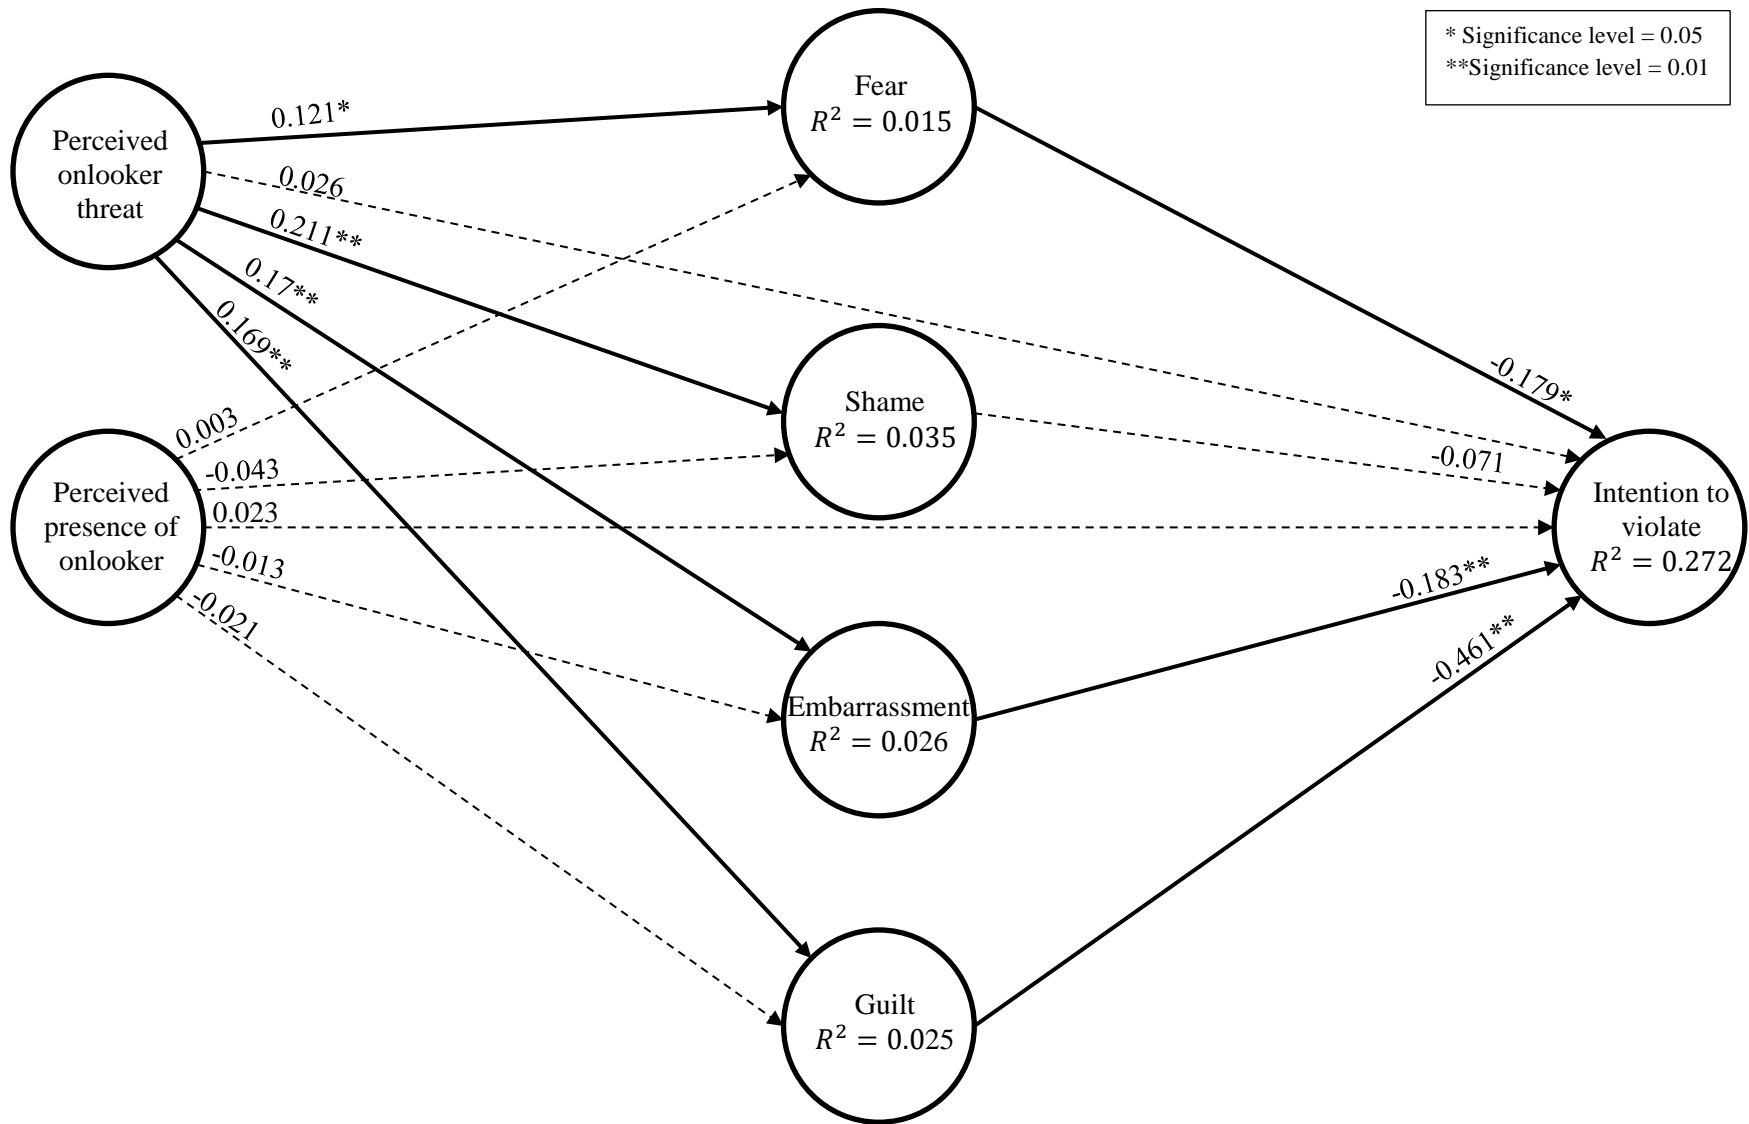 * Significance level = 0.05
**Significance level = 0.01
Fear
R² = 0.015
Perceived
onlooker
threat
0.121*
0.026
0.211**
0.17**
0.169**
-0.179*
Shame
R² = 0.035
0.003
-0.043
0.023
-0.013
-0.021
Perceived
presence of
onlooker
-0.071
Intention to
violate
R² = 0.272
-0.183**
-0.461**
Embarrassment
R² = 0.026
Guilt
R² = 0.025